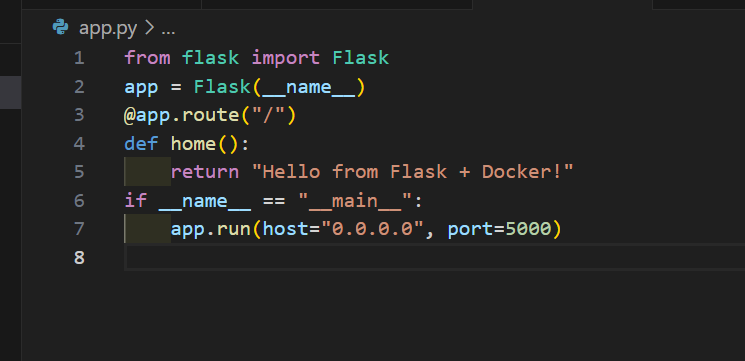 app.py > ...
1 from flask import Flask
2 app = Flask(__name__)
3 @app.route("/")
4 def home():
5     return "Hello from Flask + Docker!"
6 if __name__ == "__main__":
7     app.run(host="0.0.0.0", port=5000)
8